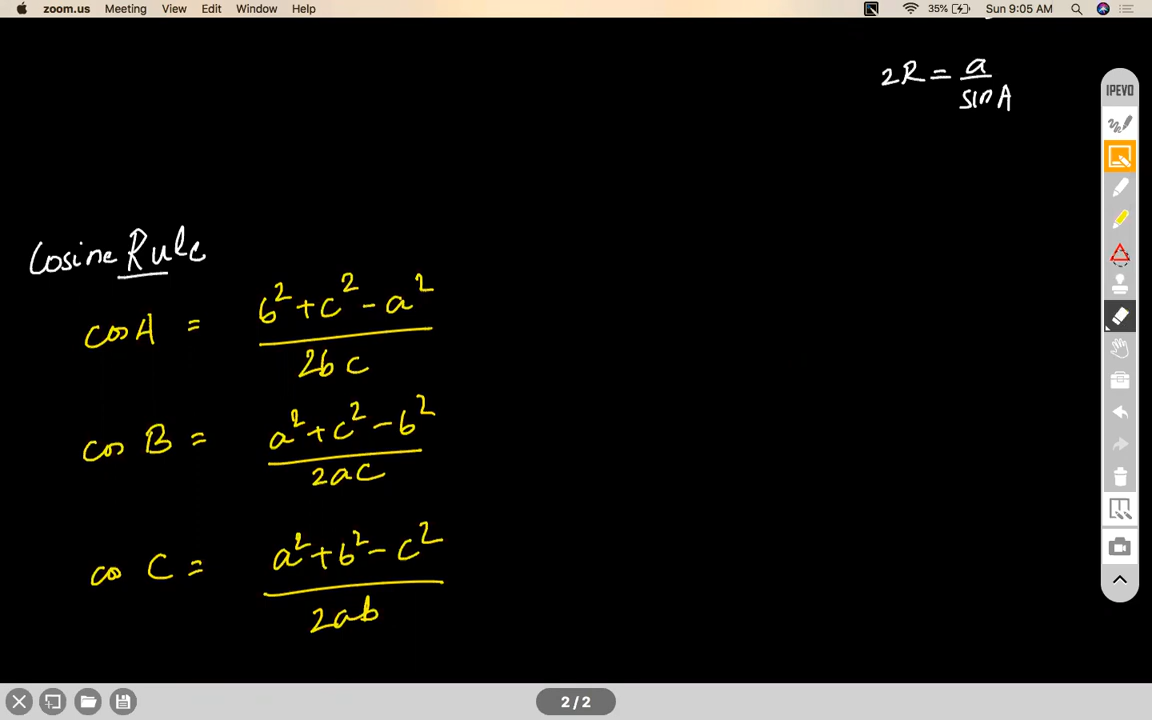 zoom.us Meeting View Edit Window Help 35% Sun 9:05 AM
2R = a / sin A
IPEVO
Cosine Rule
cos A = b² + c² - a² / 2bc
cos B = a² + c² - b² / 2ac
cos C = a² + b² - c² / 2ab
2 / 2